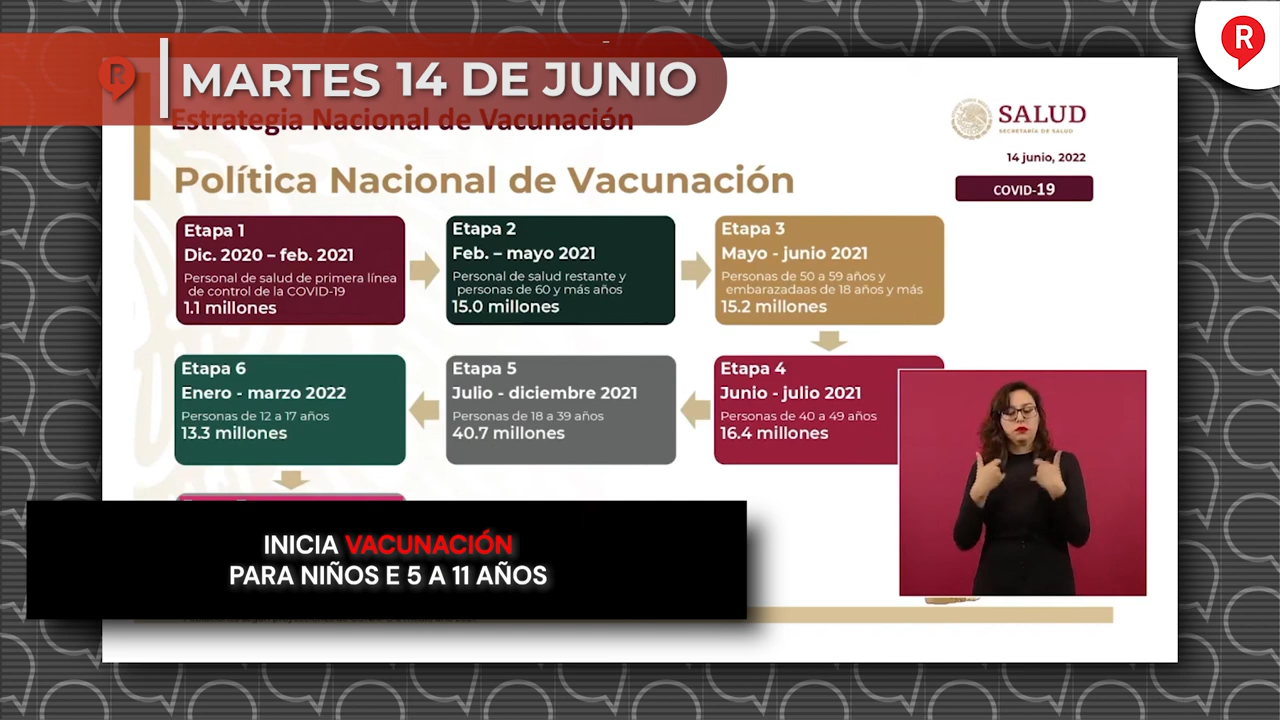 R
R MARTES 14 DE JUNIO
Estrategia Nacional de Vacunación
SALUD
SECRETARÍA DE SALUD
14 junio, 2022
COVID-19
Política Nacional de Vacunación
Etapa 1
Dic. 2020 – feb. 2021
Personal de salud de primera línea
de control de la COVID-19
1.1 millones
Etapa 2
Feb. – mayo 2021
Personal de salud restante y
personas de 60 y más años
15.0 millones
Etapa 3
Mayo - junio 2021
Personas de 50 a 59 años y
embarazadaas de 18 años y más
15.2 millones
Etapa 6
Enero - marzo 2022
Personas de 12 a 17 años
13.3 millones
Etapa 5
Julio - diciembre 2021
Personas de 18 a 39 años
40.7 millones
Etapa 4
Junio - julio 2021
Personas de 40 a 49 años
16.4 millones
INICIA VACUNACIÓN
PARA NIÑOS E 5 A 11 AÑOS